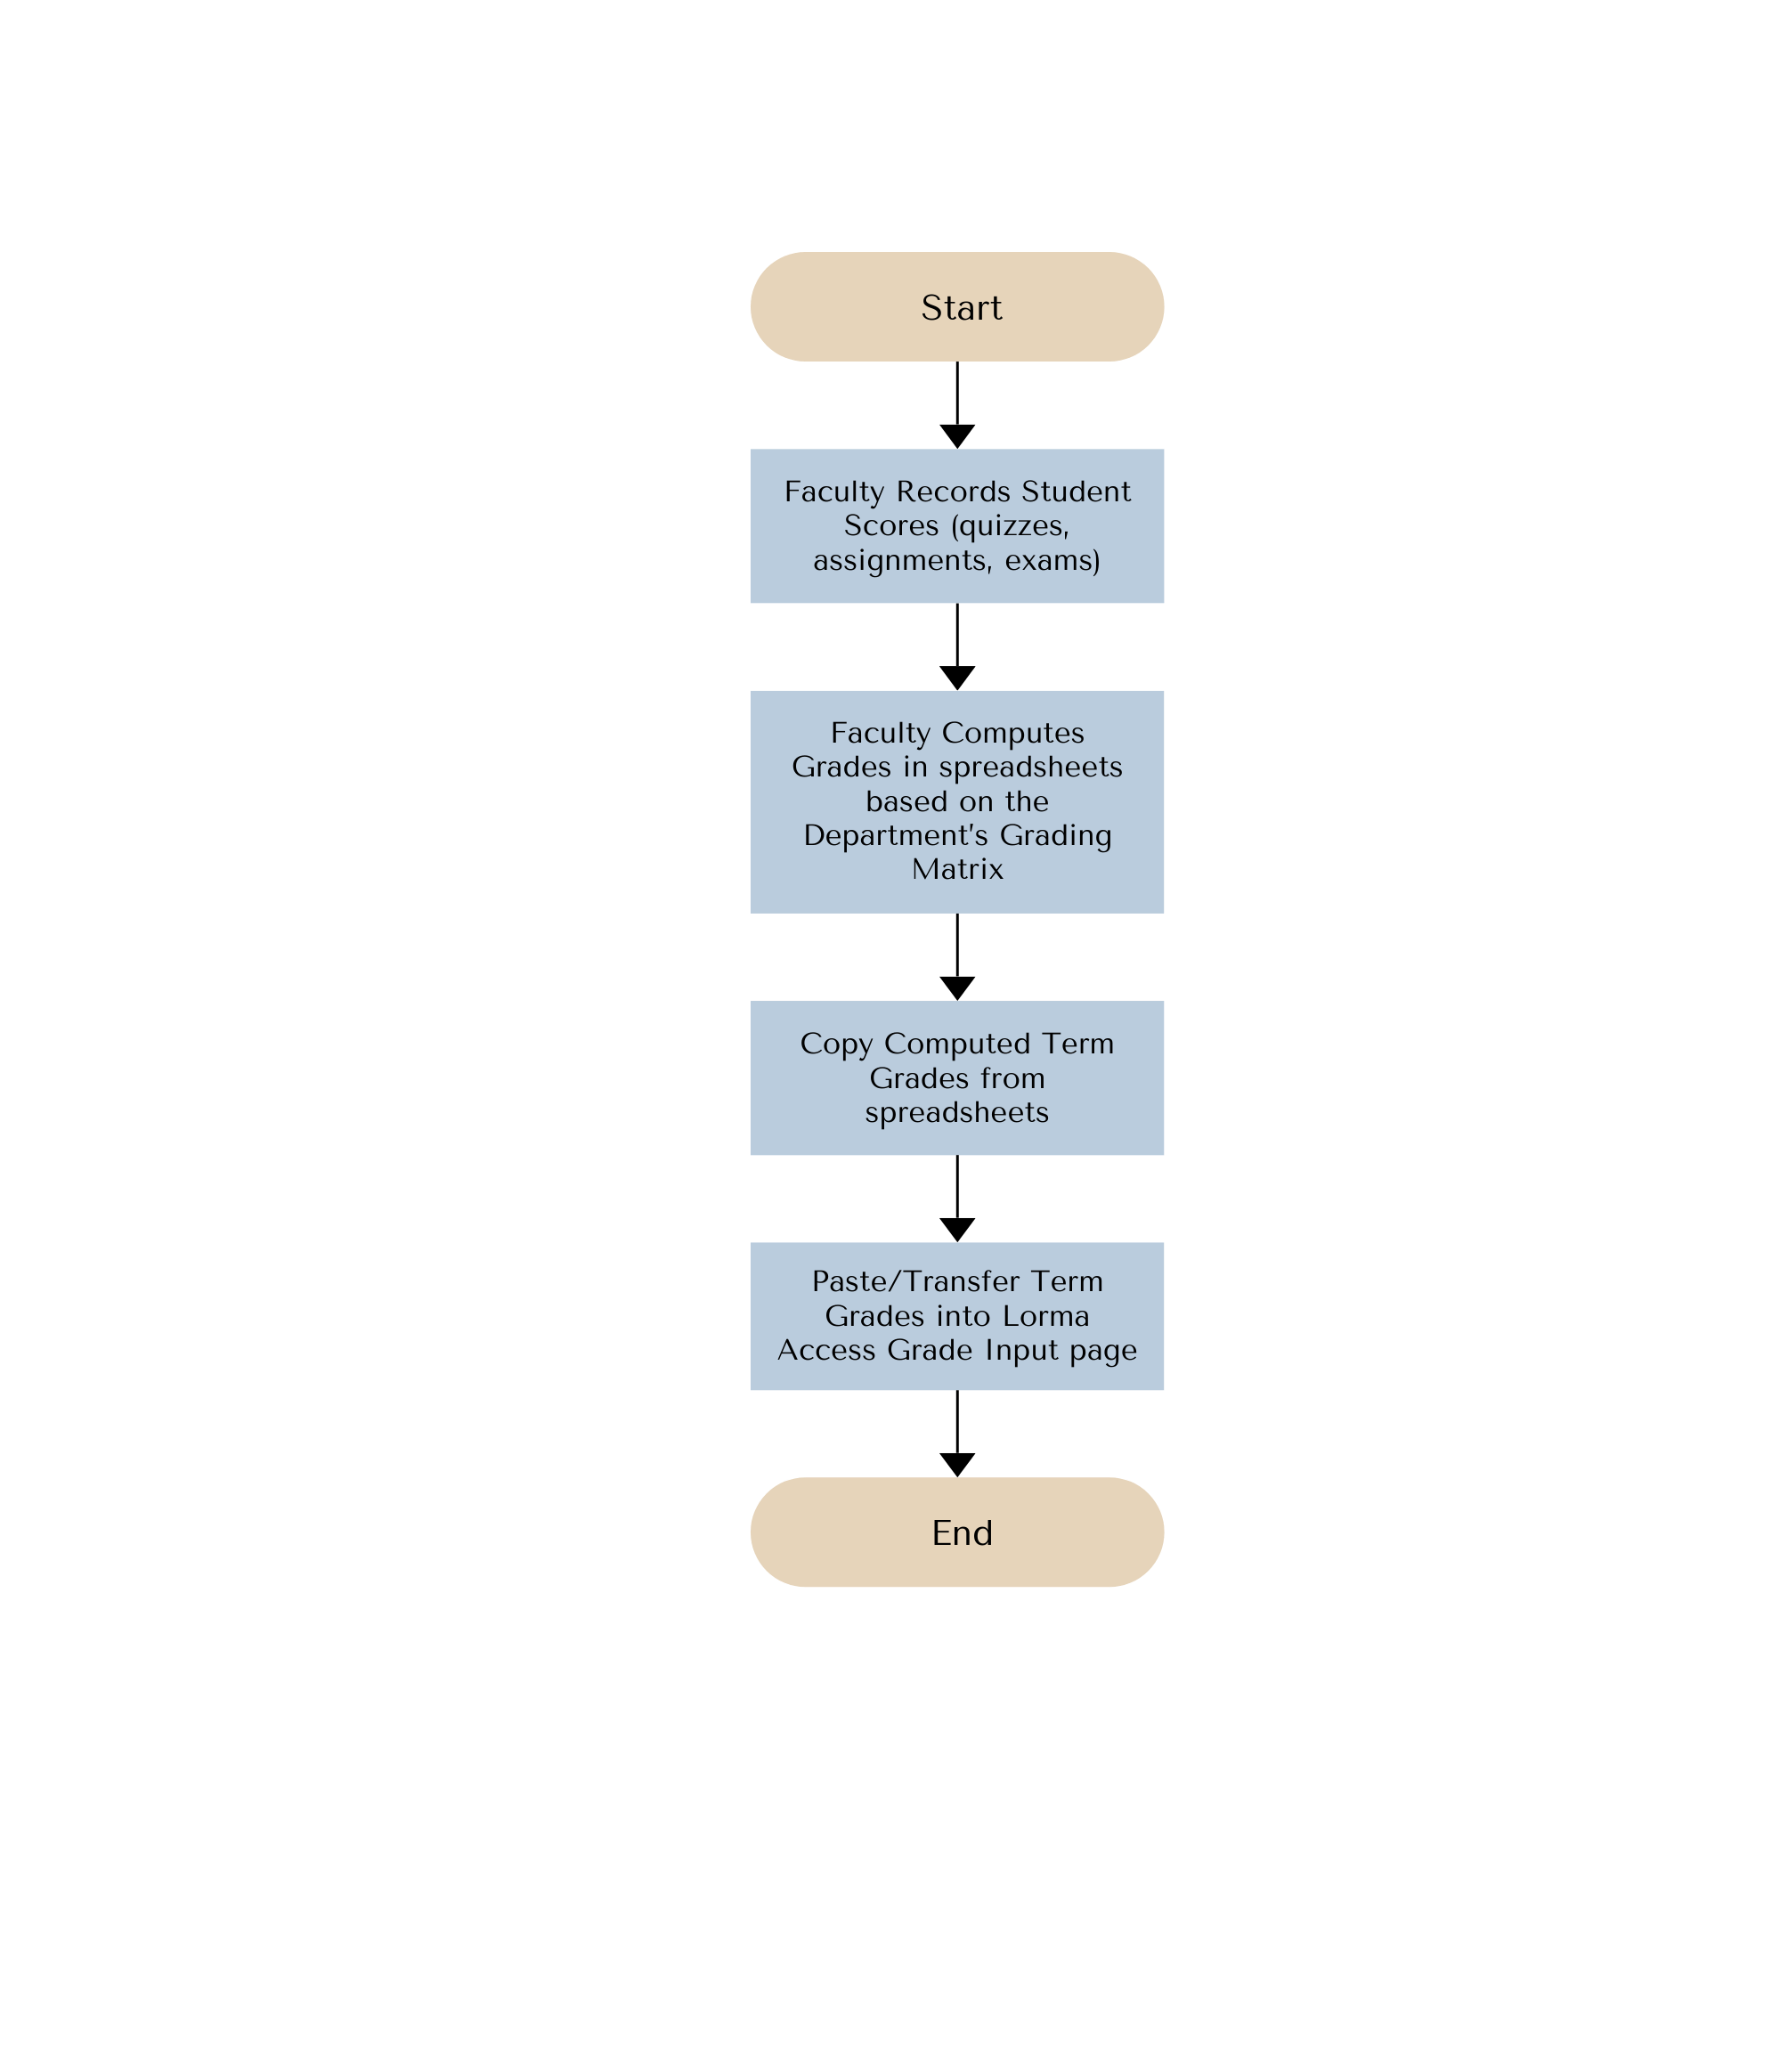 Start
Faculty Records Student
Scores (quizzes,
assignments, exams)
Faculty Computes
Grades in spreadsheets
based on the
Department's Grading
Matrix
Copy Computed Term
Grades from
spreadsheets
Paste/Transfer Term
Grades into Lorma
Access Grade Input page
End